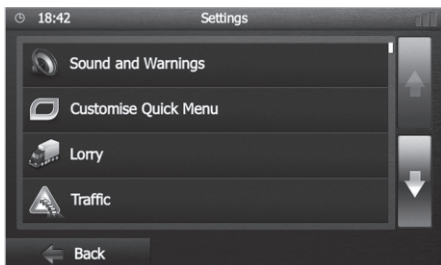 18:42 Settings
Sound and Warnings
Customise Quick Menu
Lorry
Traffic
Back